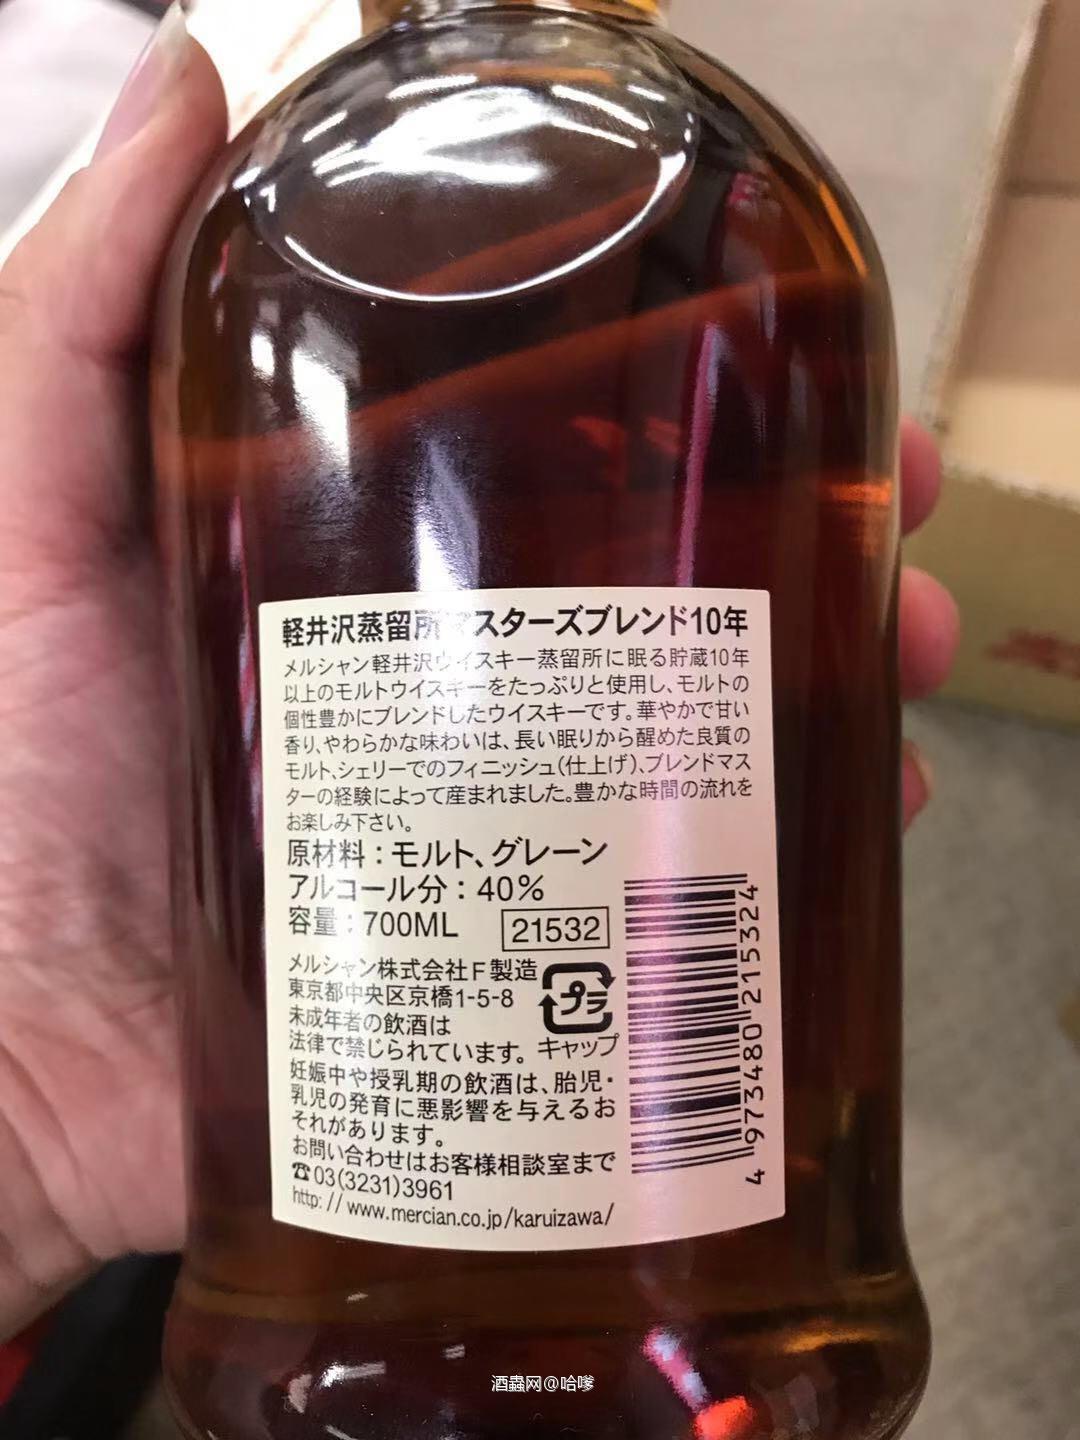 軽井沢蒸留所マスターズブレンド10年
メルシャン軽井沢ウイスキー蒸留所に眠る貯蔵10年
以上のモルトウイスキーをたっぷりと使用し、モルトの
個性豊かにブレンドしたウイスキーです。華やかで甘い
香り、やわらかな味わいは、長い眠りから醒めた良質の
モルト、シェリーでのフィニッシュ(仕上げ)、ブレンドマス
ターの経験によって産まれました。豊かな時間の流れを
お楽しみ下さい。
原材料:モルト、グレーン
アルコール分:40%
容量:700ML 21532
メルシャン株式会社F製造
東京都中央区京橋1-5-8
プラ
未成年者の飲酒は
法律で禁じられています。 キャップ
妊娠中や授乳期の飲酒は、胎児・
乳児の発育に悪影響を与えるお
それがあります。
お問い合わせはお客様相談室まで
☎03(3231)3961
http://www.mercian.co.jp/karuizawa/
4 973480 215324
酒蟲网@哈嗲